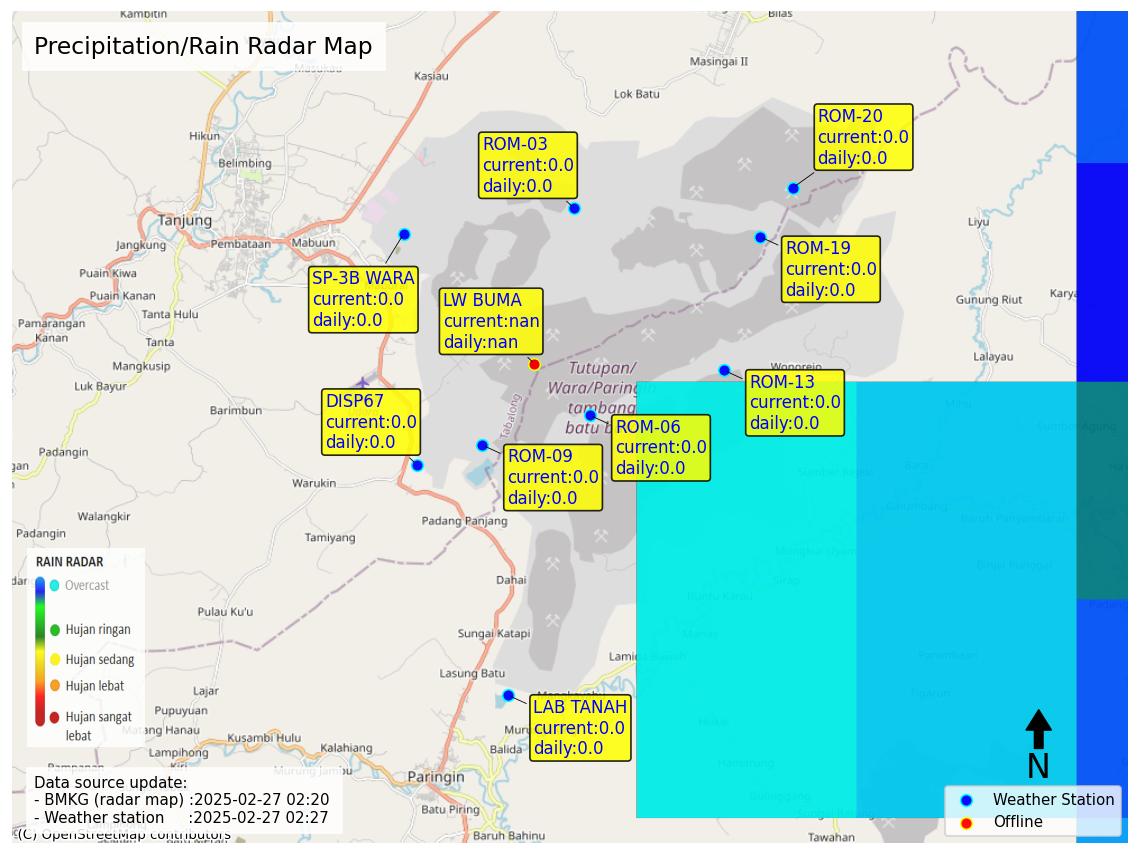 Precipitation/Rain Radar Map
Kambitin
Bilas
Masingai II
Masukau
Kasiau
Lok Batu
Hikun
Belimbing
ROM-20
current:0.0
daily:0.0
ROM-03
current:0.0
daily:0.0
Tanjung
Jangkung
Pembataan
Mabuun
Liyu
ROM-19
current:0.0
daily:0.0
Puain Kiwa
SP-3B WARA
current:0.0
daily:0.0
Puain Kanan
Tanta Hulu
LW BUMA
current:nan
daily:nan
Gunung Riut
Karya
Pamarangan
Kanan
Tanta
Mangkusip
Lalayau
Luk Bayur
Tutupan/
Wara/Paringin
tambang
batu b
Wonorejo
ROM-13
current:0.0
daily:0.0
Barimbun
DISP67
current:0.0
daily:0.0
Tabalong
ROM-06
current:0.0
daily:0.0
Padangin
gan
Warukin
ROM-09
current:0.0
daily:0.0
Walangkir
Padangin
Tamiyang
Padang Panjang
RAIN RADAR
Overcast
Hujan ringan
Hujan sedang
Hujan lebat
Hujan sangat
lebat
Dahai
Pulau Ku'u
Sungai Katapi
Lasung Batu
Lajar
Pupuyuan
Matang Hanau
Lampihong
Kusambi Hulu
Kalahiang
Murung Jambu
LAB TANAH
current:0.0
daily:0.0
Balida
Paringin
Batu Piring
Baruh Bahinu
Tawahan
N
Data source update:
- BMKG (radar map) :2025-02-27 02:20
- Weather station :2025-02-27 02:27
(C) OpenStreetMap contributors
Weather Station
Offline